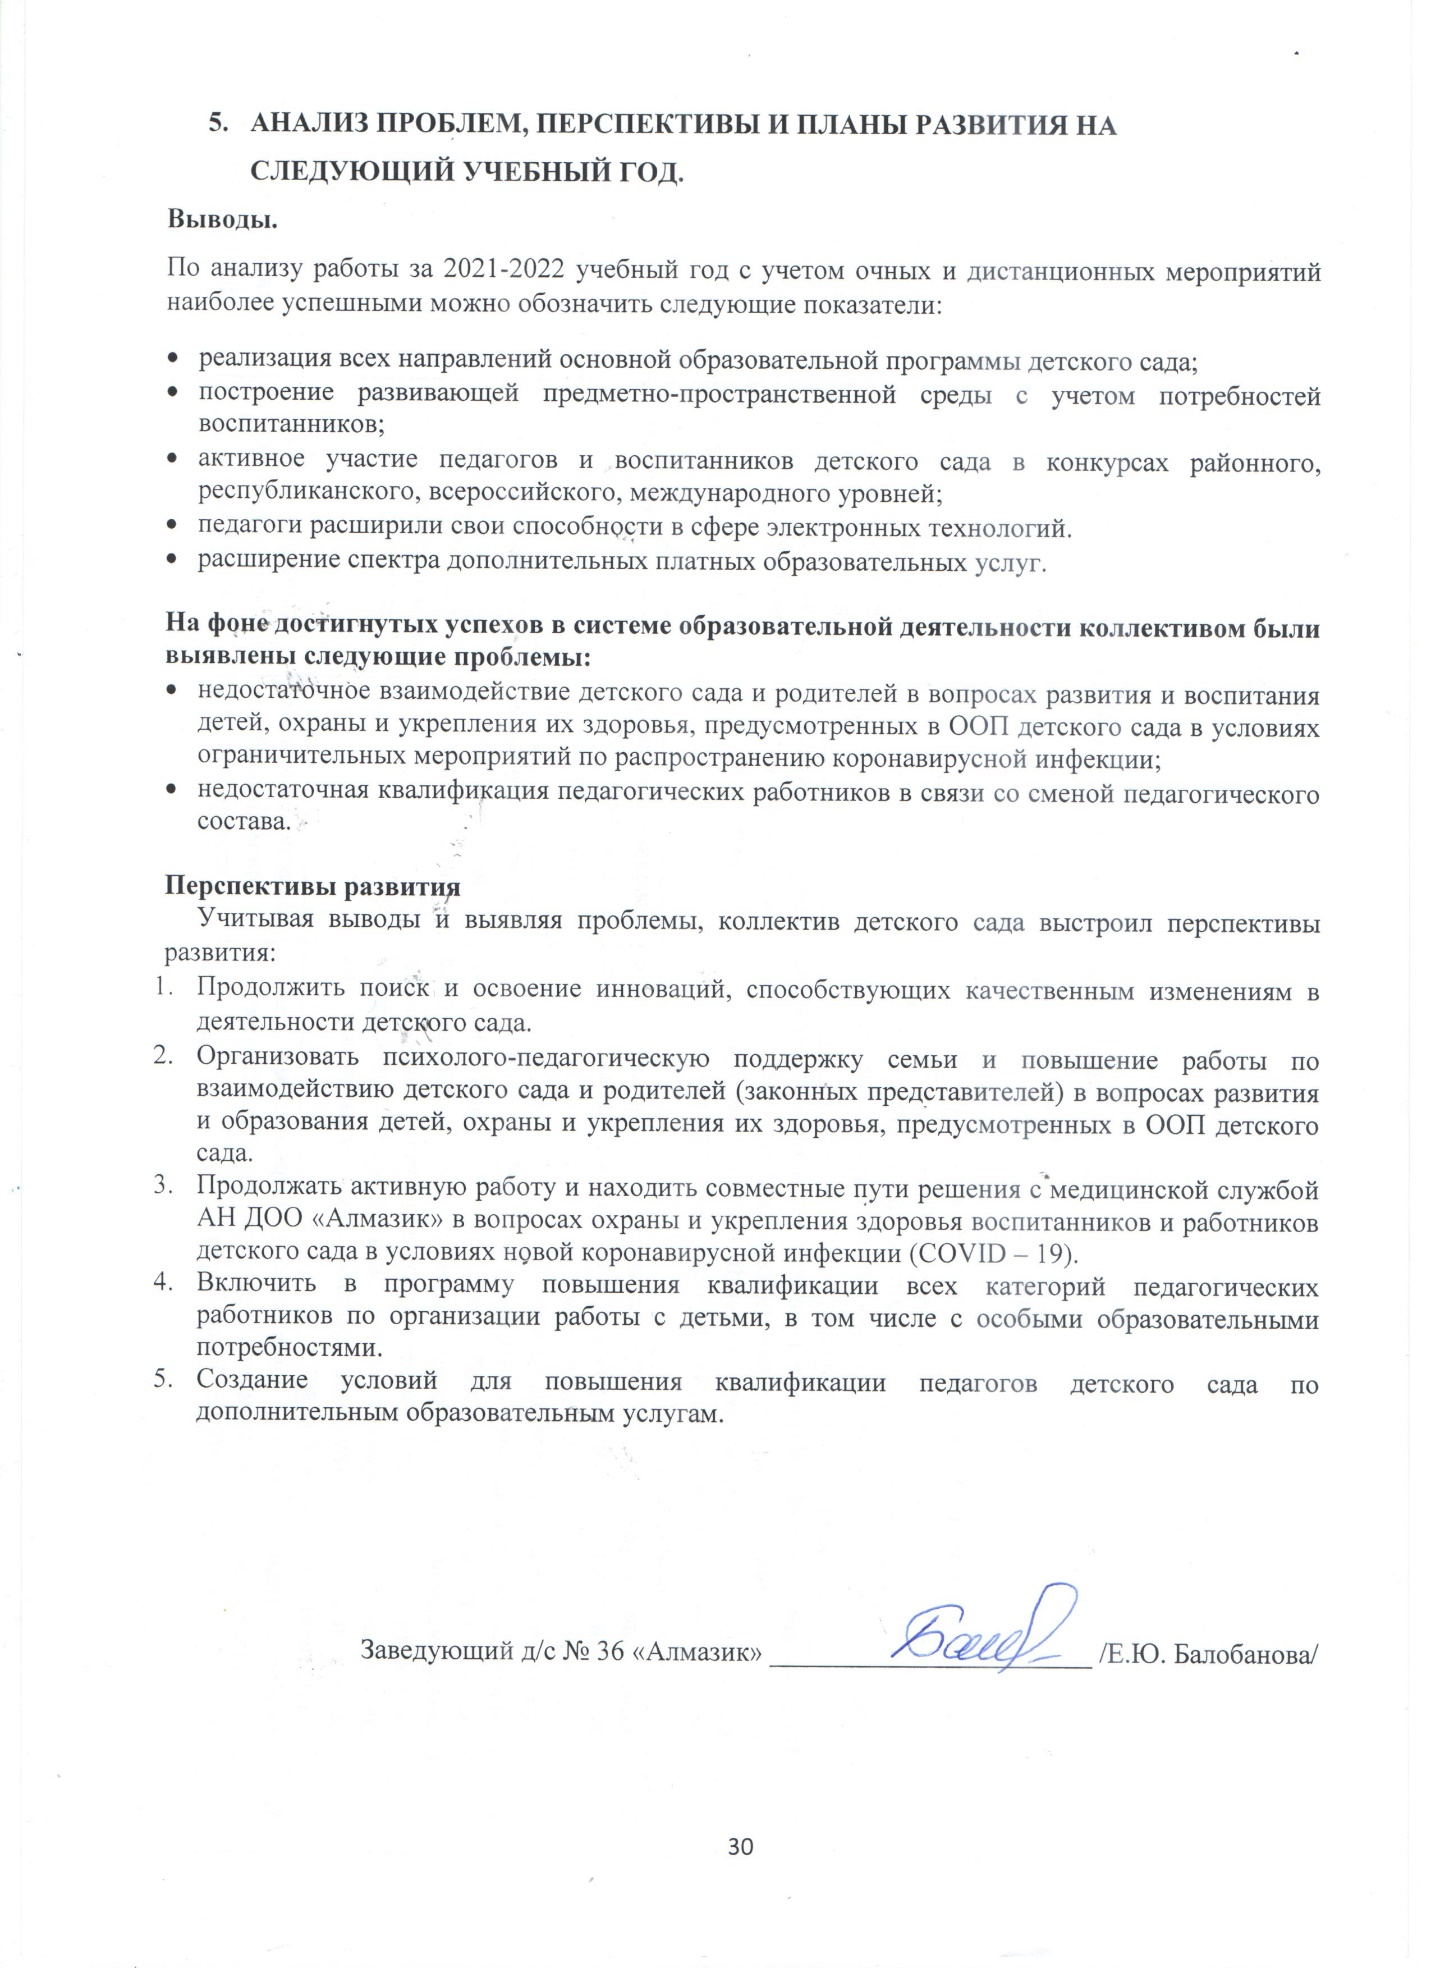 5. АНАЛИЗ ПРОБЛЕМ, ПЕРСПЕКТИВЫ И ПЛАНЫ РАЗВИТИЯ НА
СЛЕДУЮЩИЙ УЧЕБНЫЙ ГОД.
Выводы.
По анализу работы за 2021-2022 учебный год с учетом очных и дистанционных мероприятий
наиболее успешными можно обозначить следующие показатели:
• реализация всех направлений основной образовательной программы детского сада;
• построение развивающей предметно-пространственной среды с учетом потребностей
воспитанников;
• активное участие педагогов и воспитанников детского сада в конкурсах районного,
республиканского, всероссийского, международного уровней;
• педагоги расширили свои способности в сфере электронных технологий.
• расширение спектра дополнительных платных образовательных услуг.
На фоне достигнутых успехов в системе образовательной деятельности коллективом были
выявлены следующие проблемы:
• недостаточное взаимодействие детского сада и родителей в вопросах развития и воспитания
детей, охраны и укрепления их здоровья, предусмотренных в ООП детского сада в условиях
ограничительных мероприятий по распространению коронавирусной инфекции;
• недостаточная квалификация педагогических работников в связи со сменой педагогического
состава.
Перспективы развития
Учитывая выводы и выявляя проблемы, коллектив детского сада выстроил перспективы
развития:
1. Продолжить поиск и освоение инноваций, способствующих качественным изменениям в
деятельности детского сада.
2. Организовать психолого-педагогическую поддержку семьи и повышение работы по
взаимодействию детского сада и родителей (законных представителей) в вопросах развития
и образования детей, охраны и укрепления их здоровья, предусмотренных в ООП детского
сада.
3. Продолжать активную работу и находить совместные пути решения с медицинской службой
АН ДОО «Алмазик» в вопросах охраны и укрепления здоровья воспитанников и работников
детского сада в условиях новой коронавирусной инфекции (COVID – 19).
4. Включить в программу повышения квалификации всех категорий педагогических
работников по организации работы с детьми, в том числе с особыми образовательными
потребностями.
5. Создание условий для повышения квалификации педагогов детского сада по
дополнительным образовательным услугам.
Заведующий д/с № 36 «Алмазик» /Е.Ю. Балобанова/
30